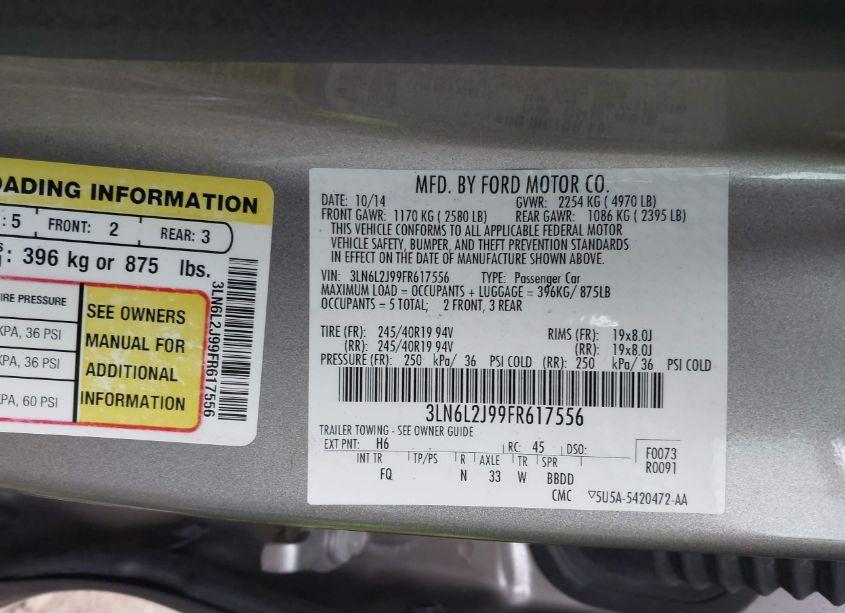 OADING INFORMATION
: 5 FRONT: 2 REAR: 3
: 396 kg or 875 lbs.
IRE PRESSURE
KPA, 36 PSI
KPA, 36 PSI
KPA, 60 PSI
SEE OWNERS
MANUAL FOR
ADDITIONAL
INFORMATION
3LN6L2J99FR617556
MFD. BY FORD MOTOR CO.
DATE: 10/14 GVWR: 2254 KG ( 4970 LB)
FRONT GAWR: 1170 KG ( 2580 LB) REAR GAWR: 1086 KG ( 2395 LB)
THIS VEHICLE CONFORMS TO ALL APPLICABLE FEDERAL MOTOR
VEHICLE SAFETY, BUMPER, AND THEFT PREVENTION STANDARDS
IN EFFECT ON THE DATE OF MANUFACTURE SHOWN ABOVE.
VIN: 3LN6L2J99FR617556 TYPE: Passenger Car
MAXIMUM LOAD = OCCUPANTS + LUGGAGE = 396KG/ 875LB
OCCUPANTS = 5 TOTAL; 2 FRONT, 3 REAR
TIRE (FR): 245/40R19 94V RIMS (FR): 19x8.0J
(RR): 245/40R19 94V (RR): 19x8.0J
PRESSURE (FR): 250 kPa/ 36 PSI COLD (RR): 250 kPa/ 36 PSI COLD
3LN6L2J99FR617556
TRAILER TOWING - SEE OWNER GUIDE
EXT PNT: H6 RC: 45 DSO: F0073
INT TR TP/PS R AXLE TR SPR R0091
FQ N 33 W BBDD
CMC ▽5U5A-5420472-AA